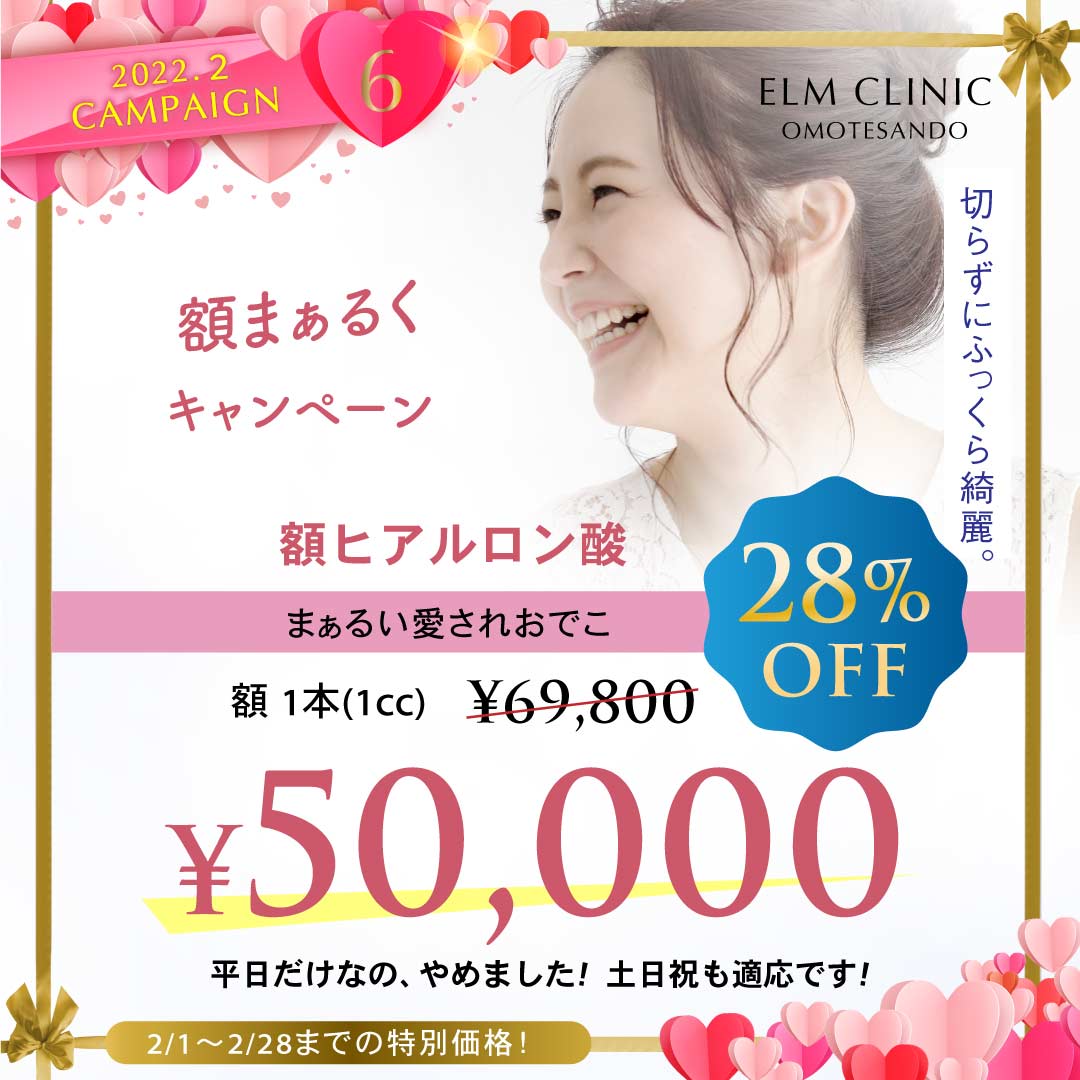 2022.2
CAMPAIGN
6
ELM CLINIC
OMOTESANDO
切らずにふっくら綺麗。
額まぁるく
キャンペーン
額ヒアルロン酸
まぁるい愛されおでこ
28%
OFF
額 1本(1cc) ¥69,800
¥50,000
平日だけなの、やめました! 土日祝も適応です!
2/1〜2/28までの特別価格!